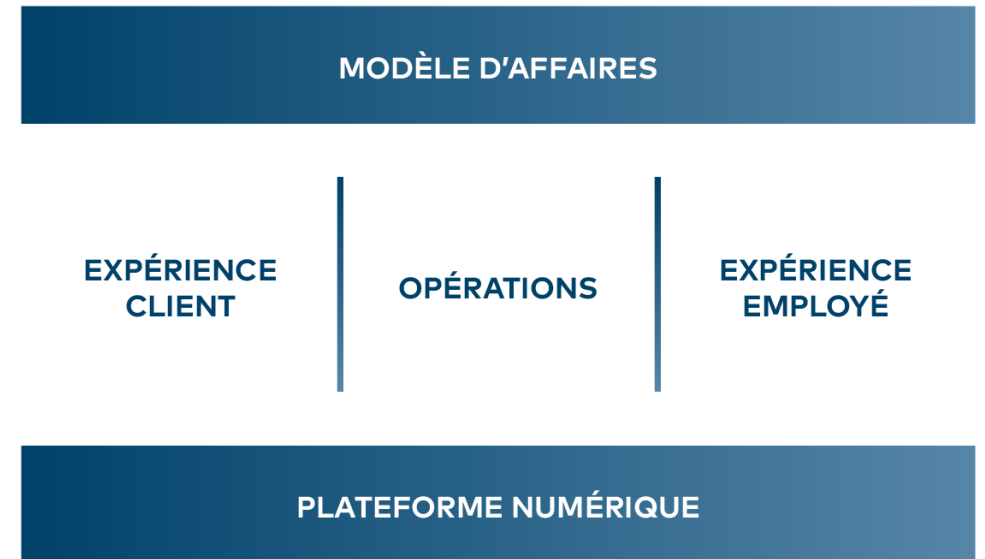 MODÈLE D'AFFAIRES
EXPÉRIENCE
CLIENT
OPÉRATIONS
EXPÉRIENCE
EMPLOYÉ
PLATEFORME NUMÉRIQUE